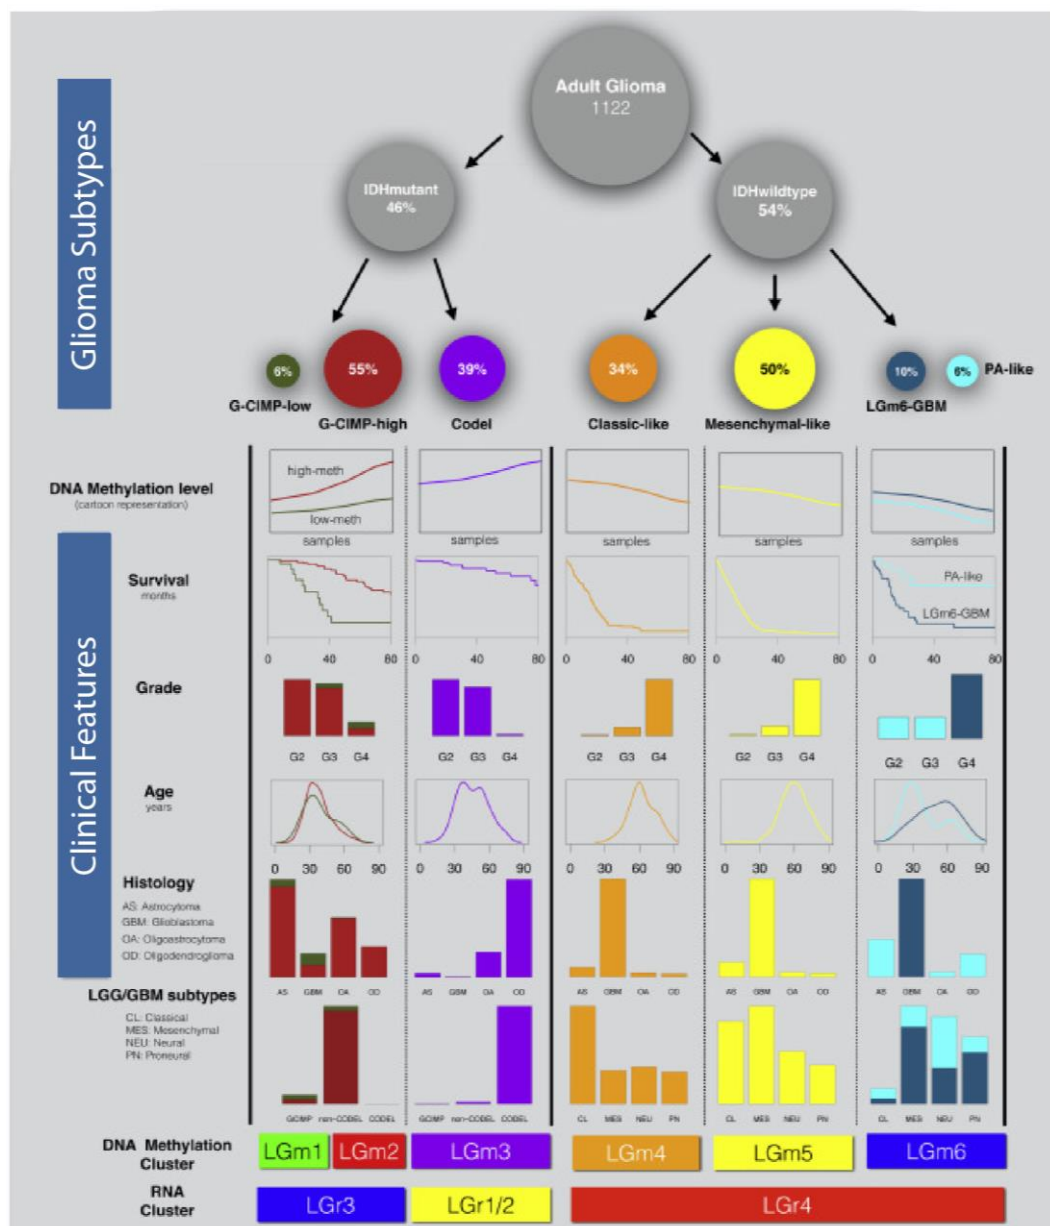 Glioma Subtypes
Adult Glioma
1122
IDHmutant
46%
IDHwildtype
54%
6%
55%
39%
34%
50%
10%
6%
PA-like
G-CIMP-low
LGm6-GBM
G-CIMP-high
Codel
Classic-like
Mesenchymal-like
DNA Methylation level
(cartoon representation)
high-meth
low-meth
samples
samples
samples
samples
samples
Clinical Features
Survival
months
PA-like
LGm6-GBM
0 40 80
0 40 80
0 40 80
0 40 80
0 40 80
Grade
G2 G3 G4
G2 G3 G4
G2 G3 G4
G2 G3 G4
G2 G3 G4
Age
years
0 30 60 90
0 30 60 90
0 30 60 90
0 30 60 90
0 30 60 90
Histology
AS: Astrocytoma
GBM: Glioblastoma
OA: Oligoastrocytoma
OD: Oligodendroglioma
AS GBM OA OD
AS GBM OA OD
AS GBM OA OD
AS GBM OA OD
AS GBM OA OD
LGG/GBM subtypes
CL: Classical
MES: Mesenchymal
NEU: Neural
PN: Proneural
GCIMP non-CODEL CODEL
GCIMP non-CODEL CODEL
CL MES NEU PN
CL MES NEU PN
CL MES NEU PN
DNA Methylation
Cluster
LGm1 LGm2 LGm3 LGm4 LGm5 LGm6
RNA
Cluster
LGr3 LGr1/2 LGr4